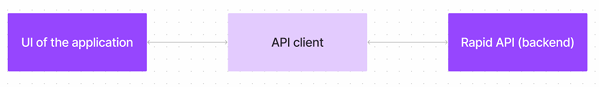 UI of the application
API client
Rapid API (backend)